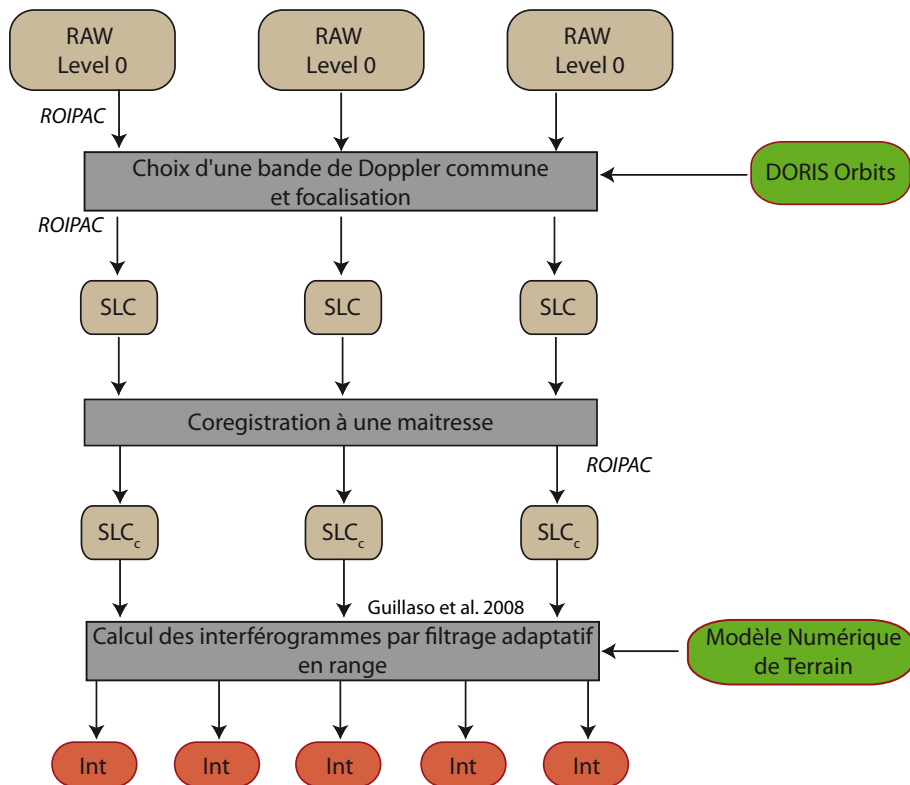 RAW
Level 0
RAW
Level 0
RAW
Level 0
ROIPAC
Choix d'une bande de Doppler commune
et focalisation
DORIS Orbits
ROIPAC
SLC
SLC
SLC
Coregistration à une maitresse
ROIPAC
SLCc
SLCc
SLCc
Guillaso et al. 2008
Calcul des interférogrammes par filtrage adaptatif
en range
Modèle Numérique
de Terrain
Int
Int
Int
Int
Int